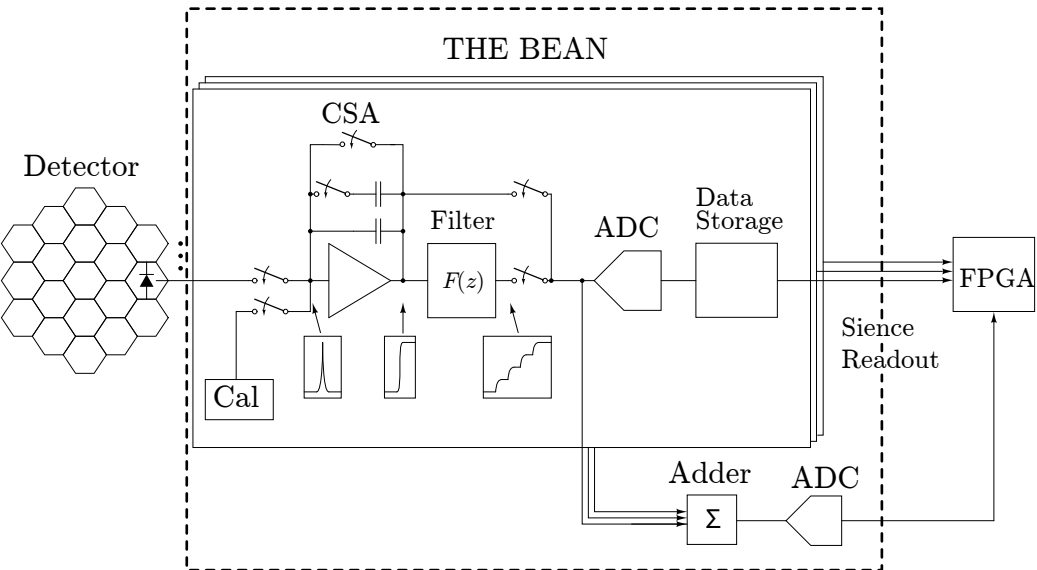 THE BEAN
CSA
Detector
Data
Storage
Filter
ADC
F(z)
FPGA
Sience
Readout
Cal
Adder
ADC
Σ